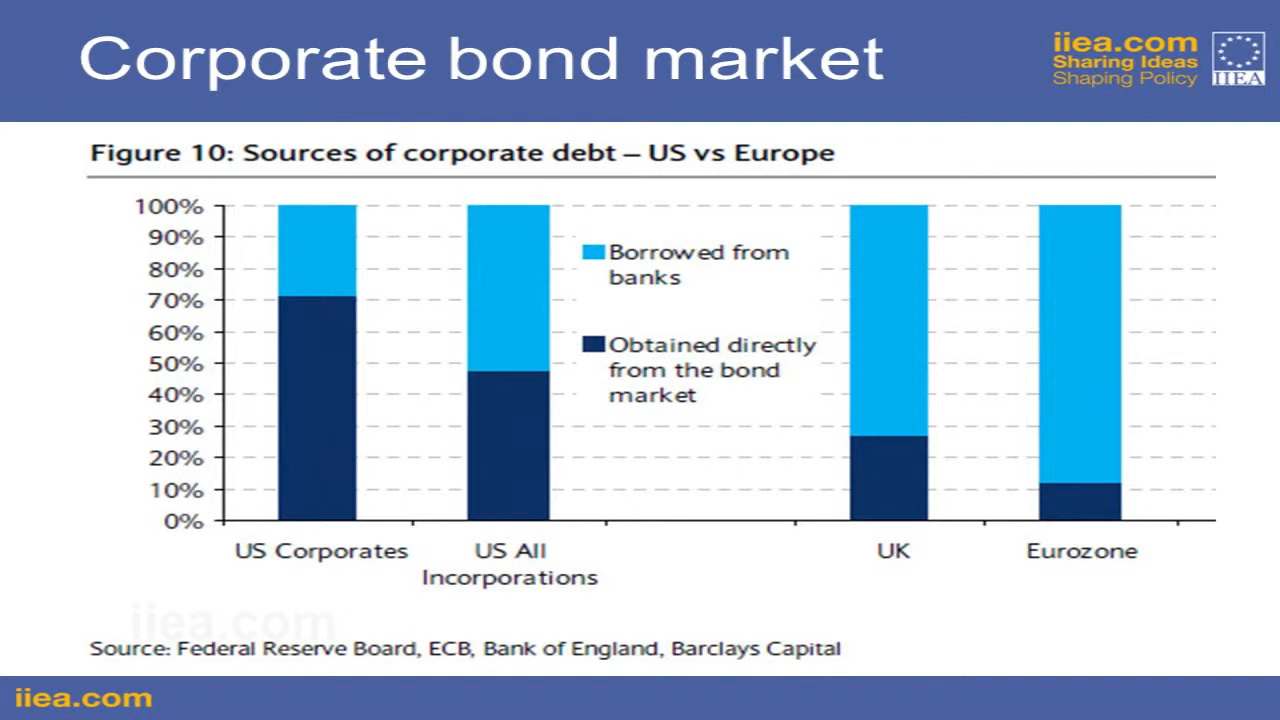 Corporate bond market
iiea.com
Sharing Ideas
Shaping Policy
IIEA
Figure 10: Sources of corporate debt – US vs Europe
100%
90%
80%
70%
60%
50%
40%
30%
20%
10%
0%
Borrowed from
banks
Obtained directly
from the bond
market
US Corporates
US All
Incorporations
UK
Eurozone
iiea.com
Source: Federal Reserve Board, ECB, Bank of England, Barclays Capital
iiea.com